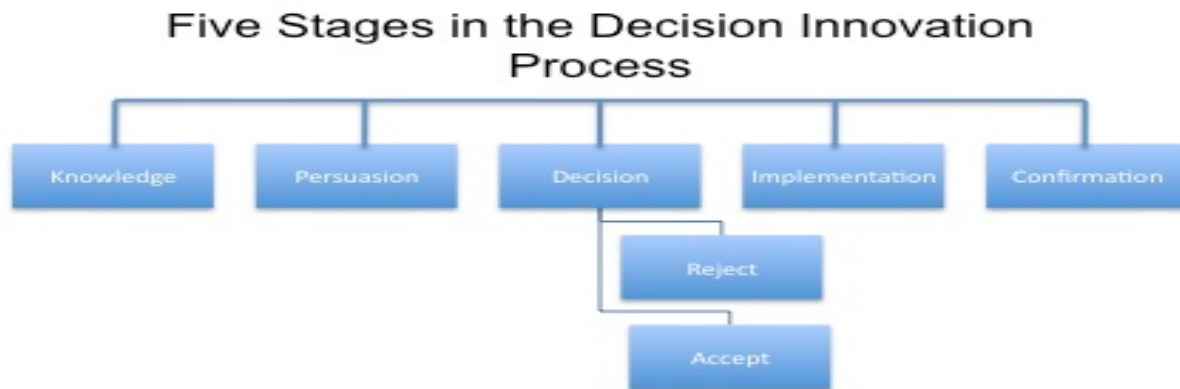 Five Stages in the Decision Innovation
Process
Knowledge
Persuasion
Decision
Implementation
Confirmation
Reject
Accept